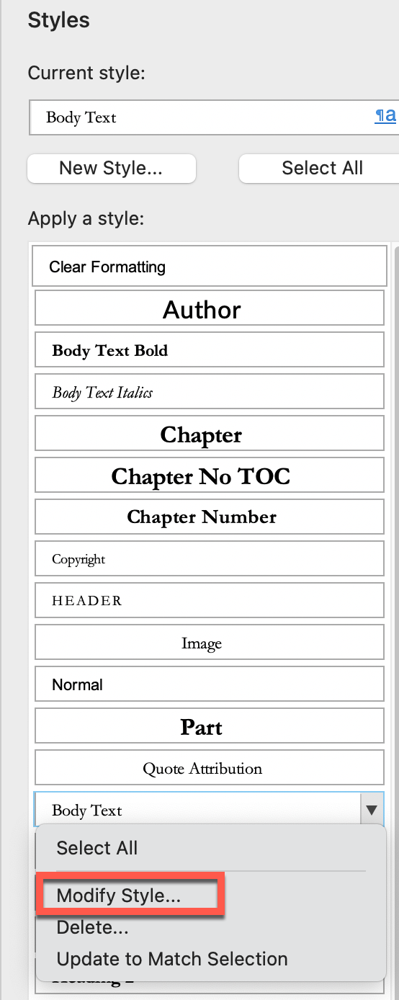 Styles
Current style:
Body Text
¶a
New Style...
Select All
Apply a style:
Clear Formatting
Author
Body Text Bold
Body Text Italics
Chapter
Chapter No TOC
Chapter Number
Copyright
HEADER
Image
Normal
Part
Quote Attribution
Body Text
Select All
Modify Style...
Delete...
Update to Match Selection